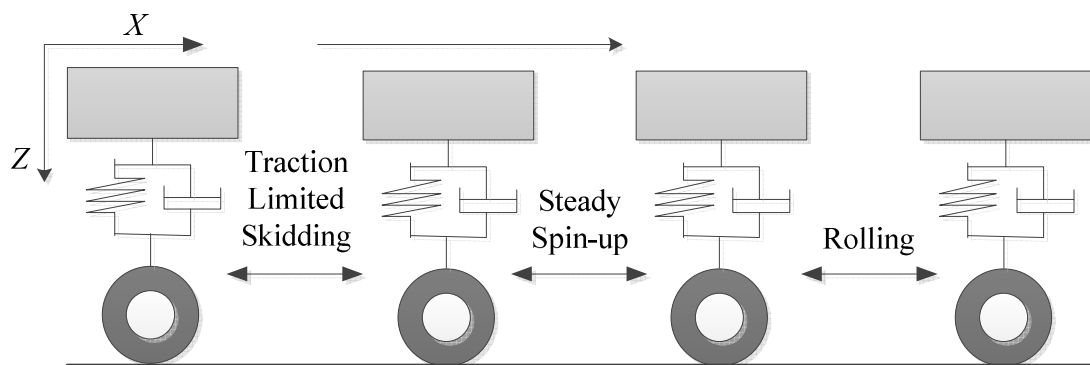 X
Z
Traction
Limited
Skidding
Steady
Spin-up
Rolling